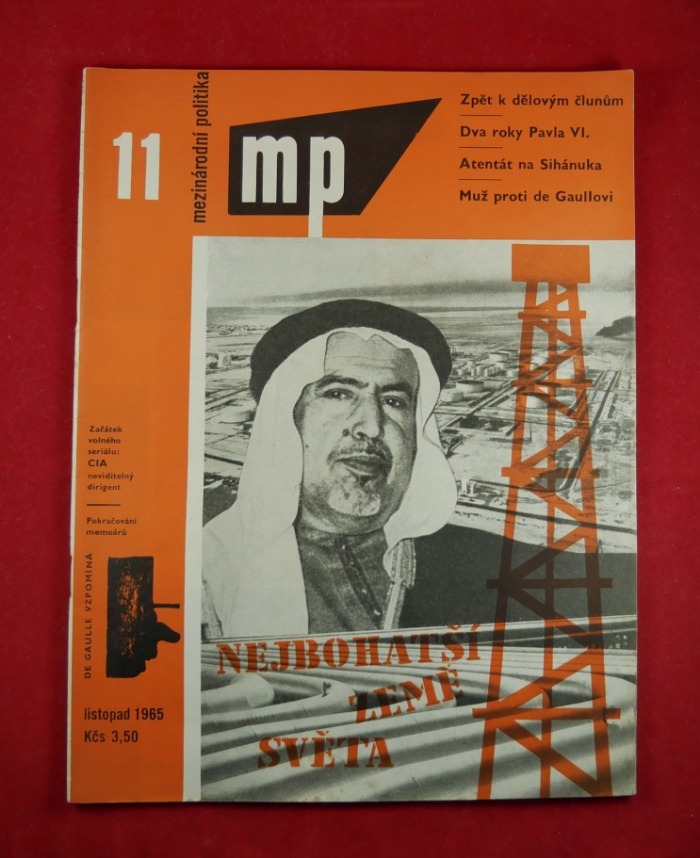 11
mezinárodní politika
mp
Zpět k dělovým člunům
Dva roky Pavla VI.
Atentát na Sihánuka
Muž proti de Gaullovi
Začátek
volného
seriálu:
CIA
neviditelný
dirigent
Pokračování
memoárů
DE GAULLE VZPOMÍNÁ
listopad 1965
Kčs 3,50
NEJBOHATŠÍ
ZEMĚ
SVĚTA